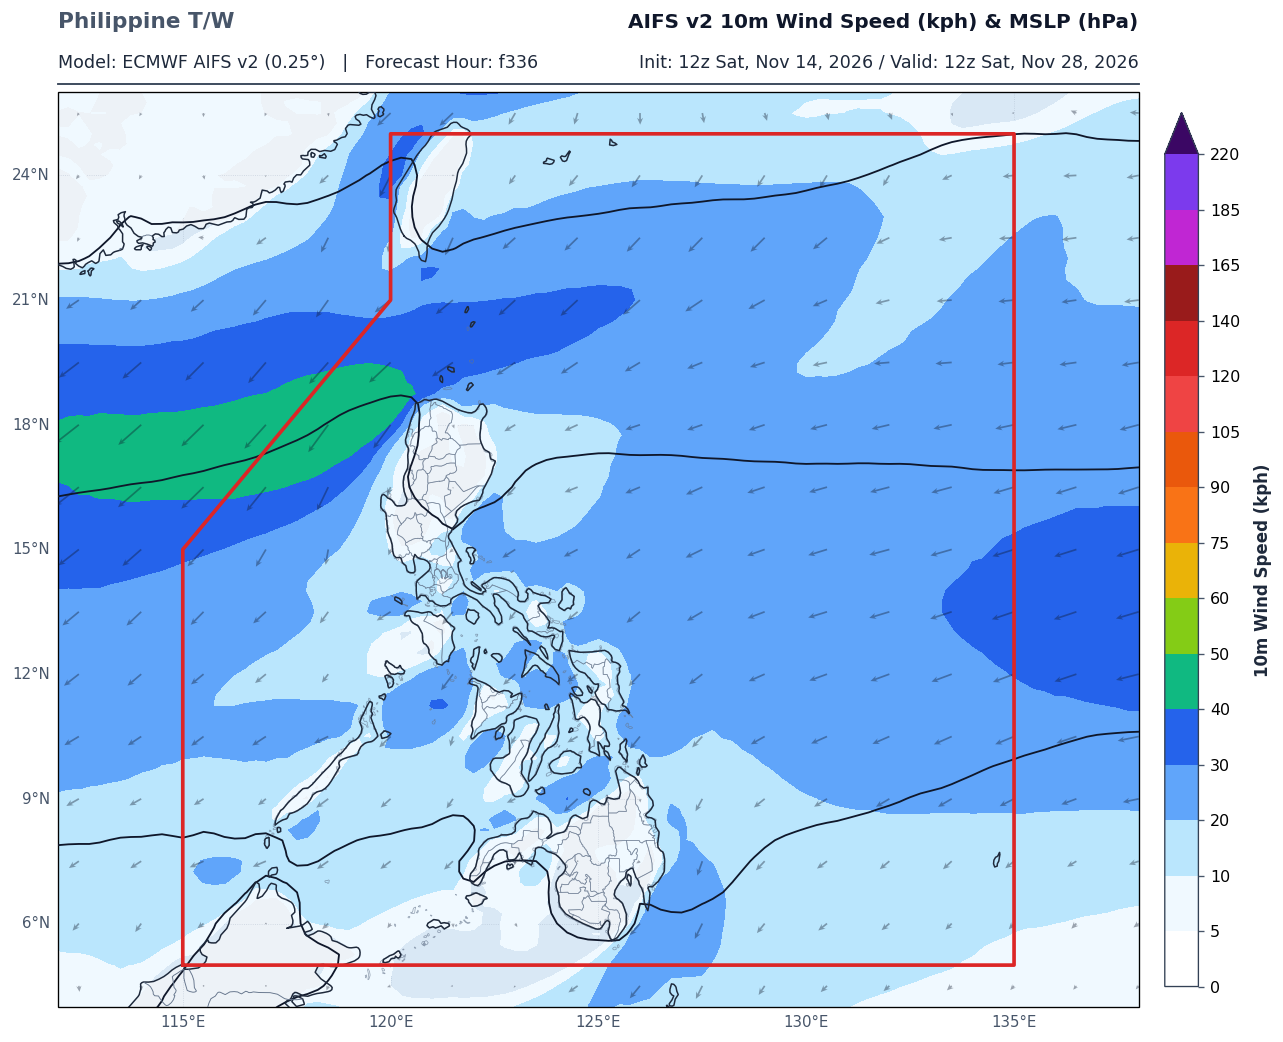 Philippine T/W
AIFS v2 10m Wind Speed (kph) & MSLP (hPa)
Model: ECMWF AIFS v2 (0.25°) | Forecast Hour: f336
Init: 12z Sat, Nov 14, 2026 / Valid: 12z Sat, Nov 28, 2026
24°N
21°N
18°N
15°N
12°N
9°N
6°N
115°E
120°E
125°E
130°E
135°E
220
185
165
140
120
105
90
75
60
50
40
30
20
10
5
0
10m Wind Speed (kph)